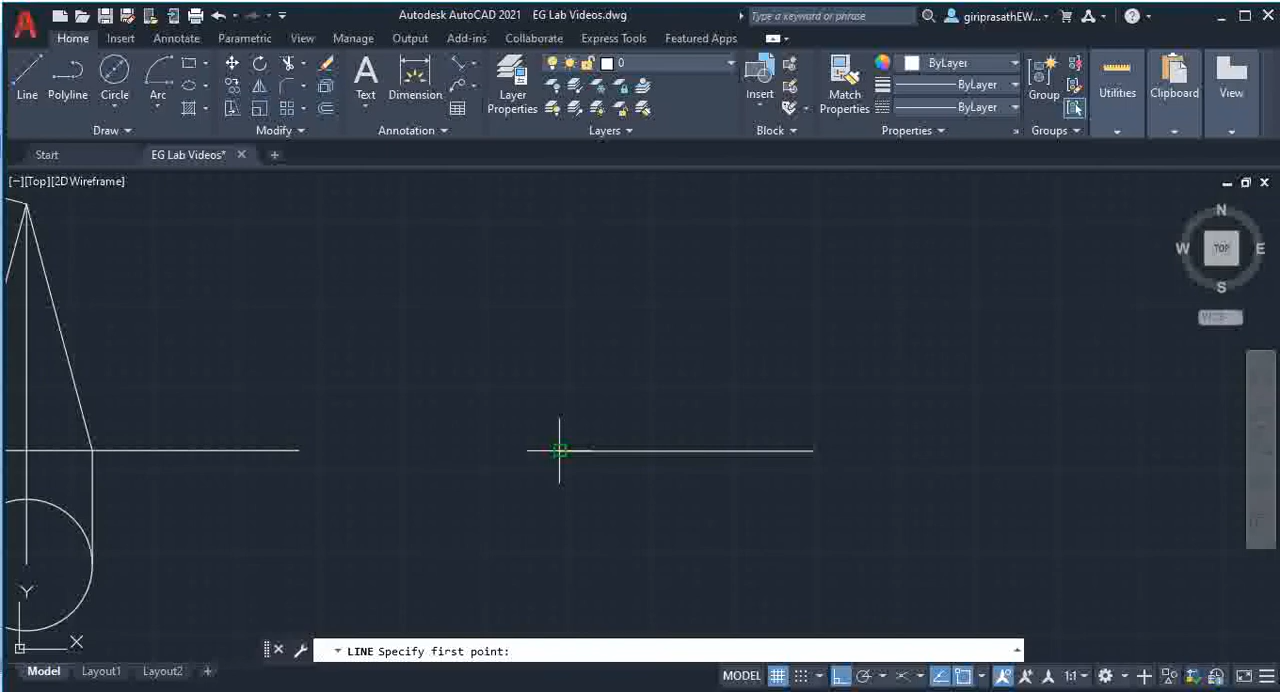 Autodesk AutoCAD 2021 EG Lab Videos.dwg
Type a keyword or phrase
giriprasathEW...
Home Insert Annotate Parametric View Manage Output Add-ins Collaborate Express Tools Featured Apps
0
ByLayer
ByLayer
ByLayer
Line Polyline Circle Arc
Text Dimension
Layer Properties
Insert
Match Properties
Group
Utilities Clipboard View
Draw Modify Annotation Layers Block Properties Groups
Start EG Lab Videos*
[−][Top][2D Wireframe]
N
W TOP E
S
Y
X
LINE Specify first point:
Model Layout1 Layout2
MODEL 1:1